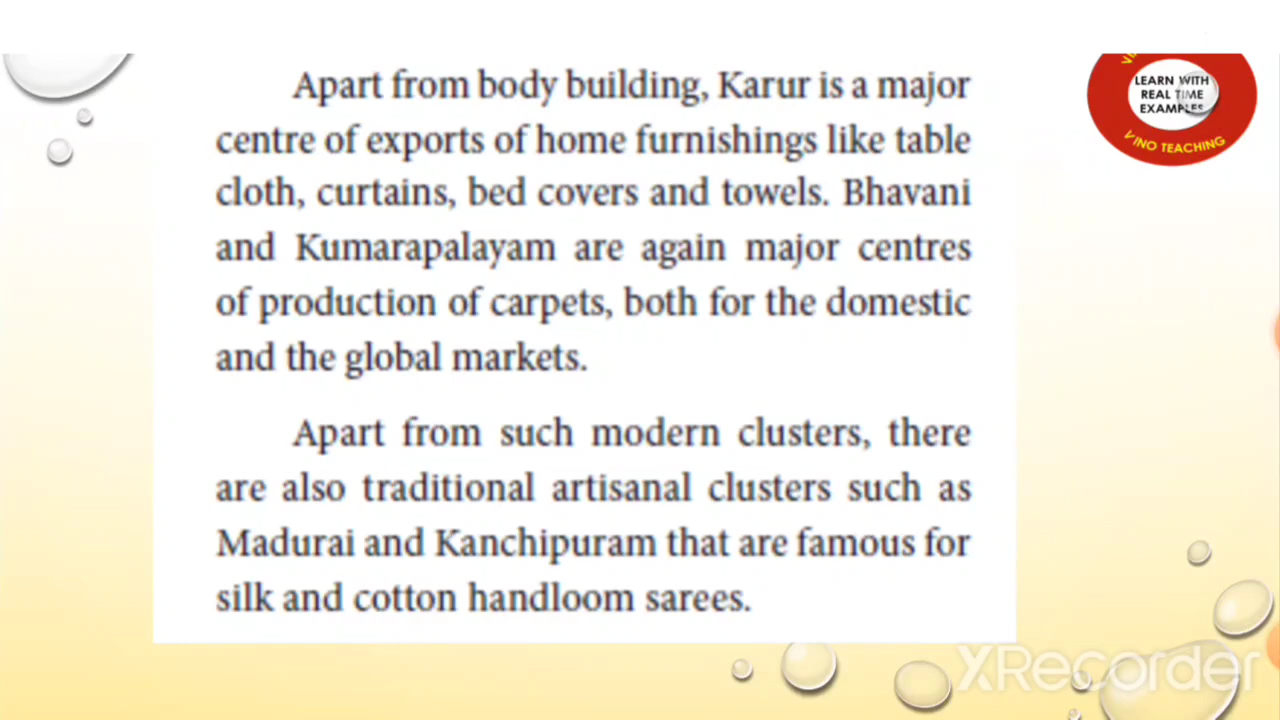 Apart from body building, Karur is a major
centre of exports of home furnishings like table
cloth, curtains, bed covers and towels. Bhavani
and Kumarapalayam are again major centres
of production of carpets, both for the domestic
and the global markets.
Apart from such modern clusters, there
are also traditional artisanal clusters such as
Madurai and Kanchipuram that are famous for
silk and cotton handloom sarees.
LEARN WITH
REAL TIME
EXAMPLES
VINO TEACHING
XRecorder